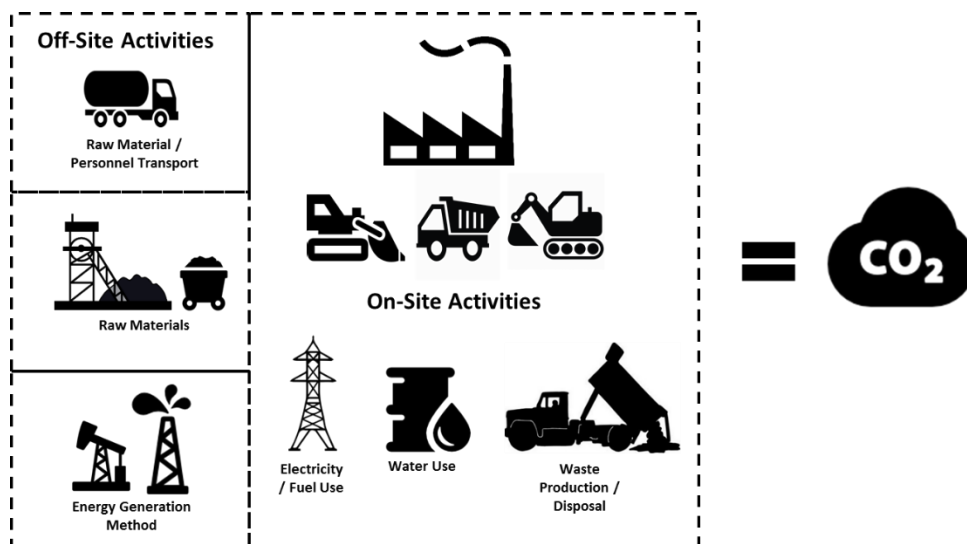 Off-Site Activities
Raw Material /
Personnel Transport
Raw Materials
Energy Generation
Method
On-Site Activities
Electricity
/ Fuel Use
Water Use
Waste
Production /
Disposal
=
CO₂